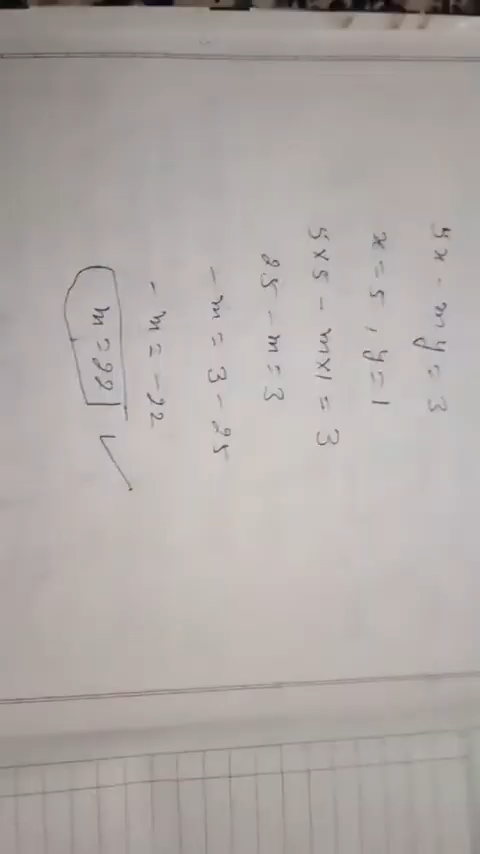 5x - my = 3
x = 5, y = 1
5×5 - m×1 = 3
25 - m = 3
- m = 3 - 25
- m = - 22
m = 22